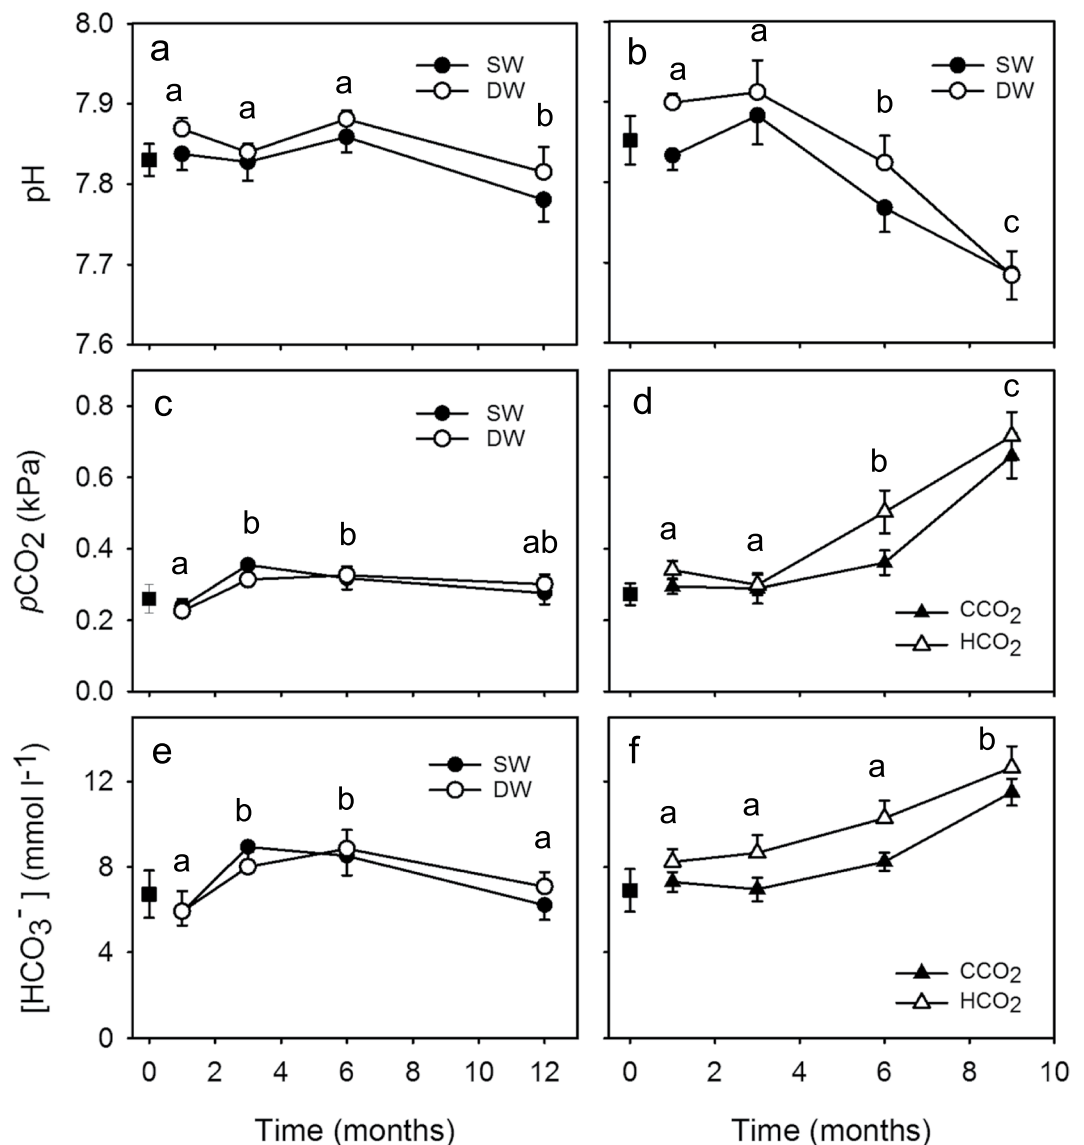 8.0
7.9
7.8
7.7
7.6
pH
a
SW
DW
a
a
a
b
b
SW
DW
a
a
b
c
0.8
0.6
0.4
0.2
0.0
pCO2 (kPa)
c
SW
DW
a
b
b
ab
d
a
a
b
c
CCO2
HCO2
12
8
4
0
[HCO3-] (mmol l-1)
e
SW
DW
a
b
b
a
f
a
a
a
b
CCO2
HCO2
0 2 4 6 8 10 12
0 2 4 6 8 10
Time (months)
Time (months)